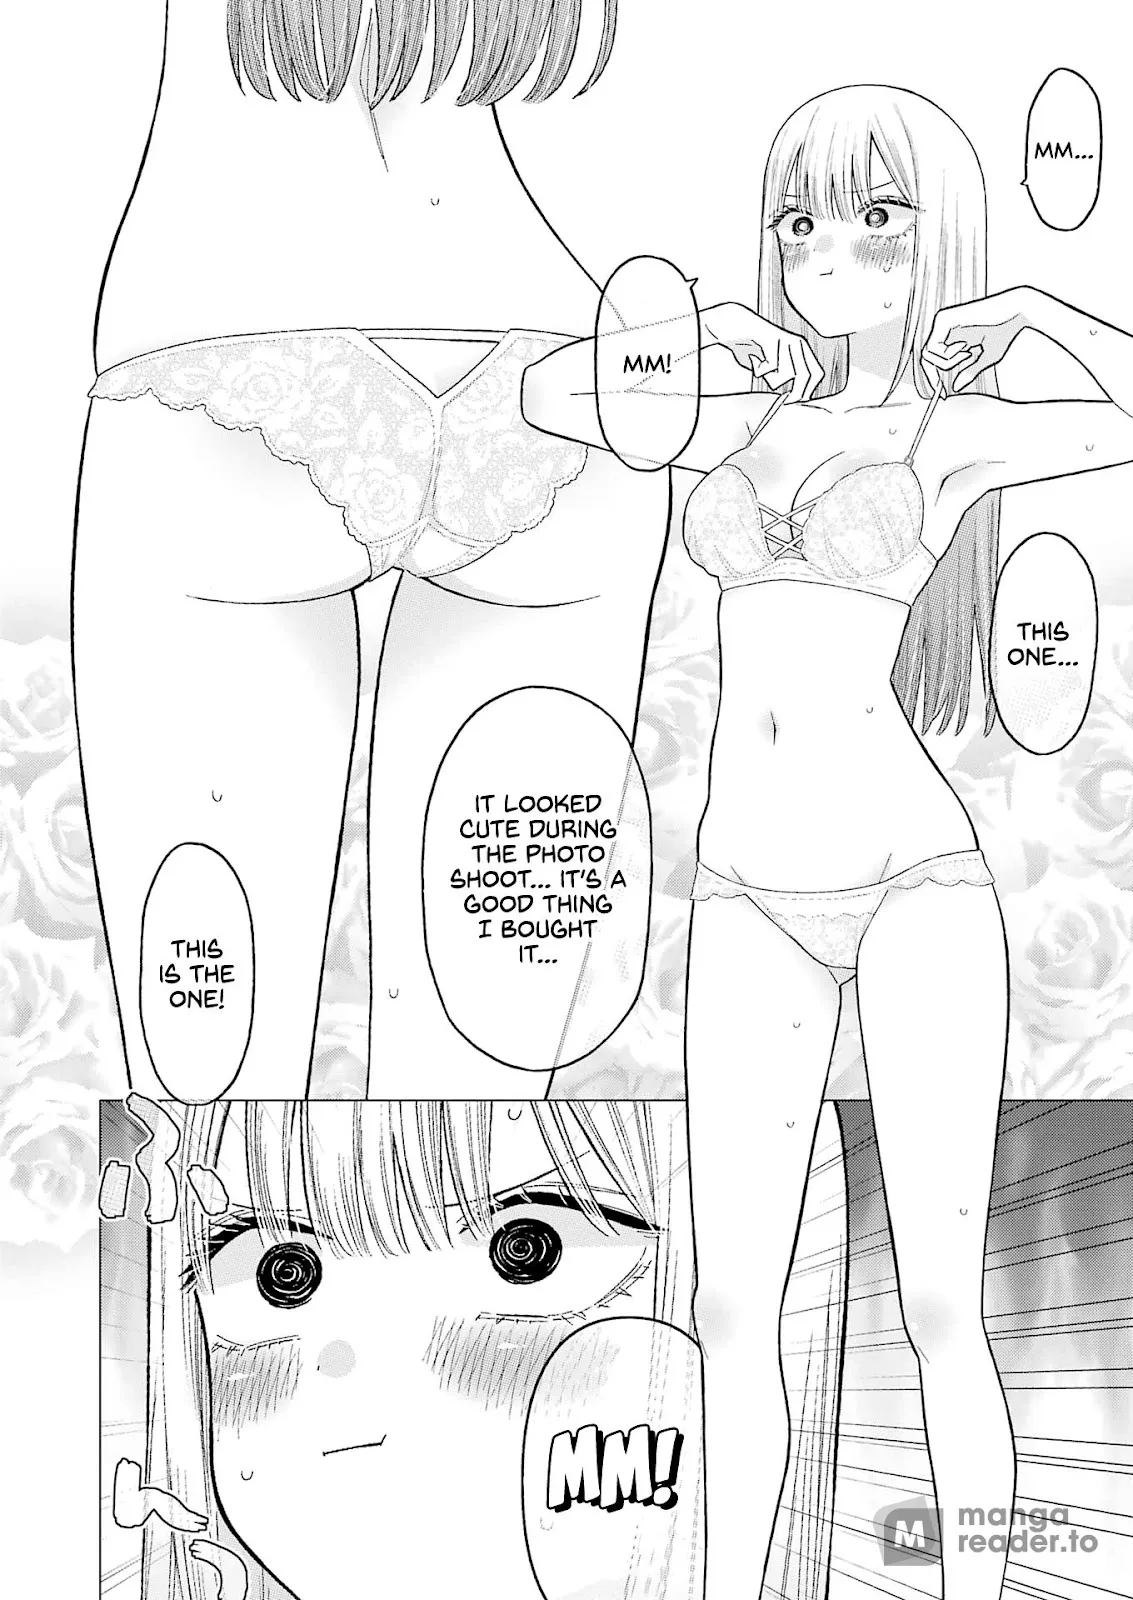 MM...
MM!
THIS
ONE...
IT LOOKED
CUTE DURING
THE PHOTO
SHOOT... IT'S A
GOOD THING
I BOUGHT
IT...
THIS
IS THE
ONE!
MM!
manga
reader.to
M